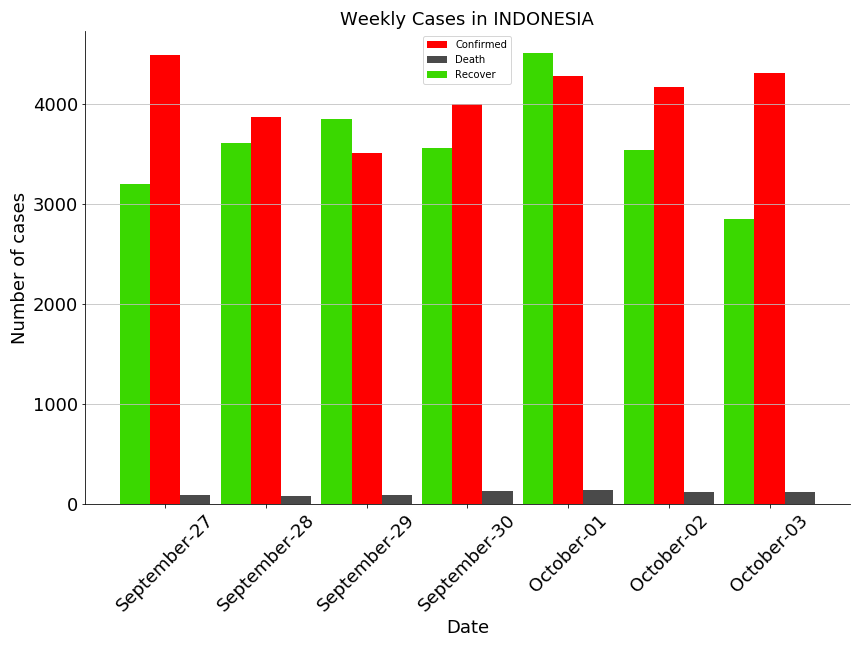 Weekly Cases in INDONESIA
Confirmed
Death
Recover
Number of cases
4000
3000
2000
1000
0
September-27
September-28
September-29
September-30
October-01
October-02
October-03
Date